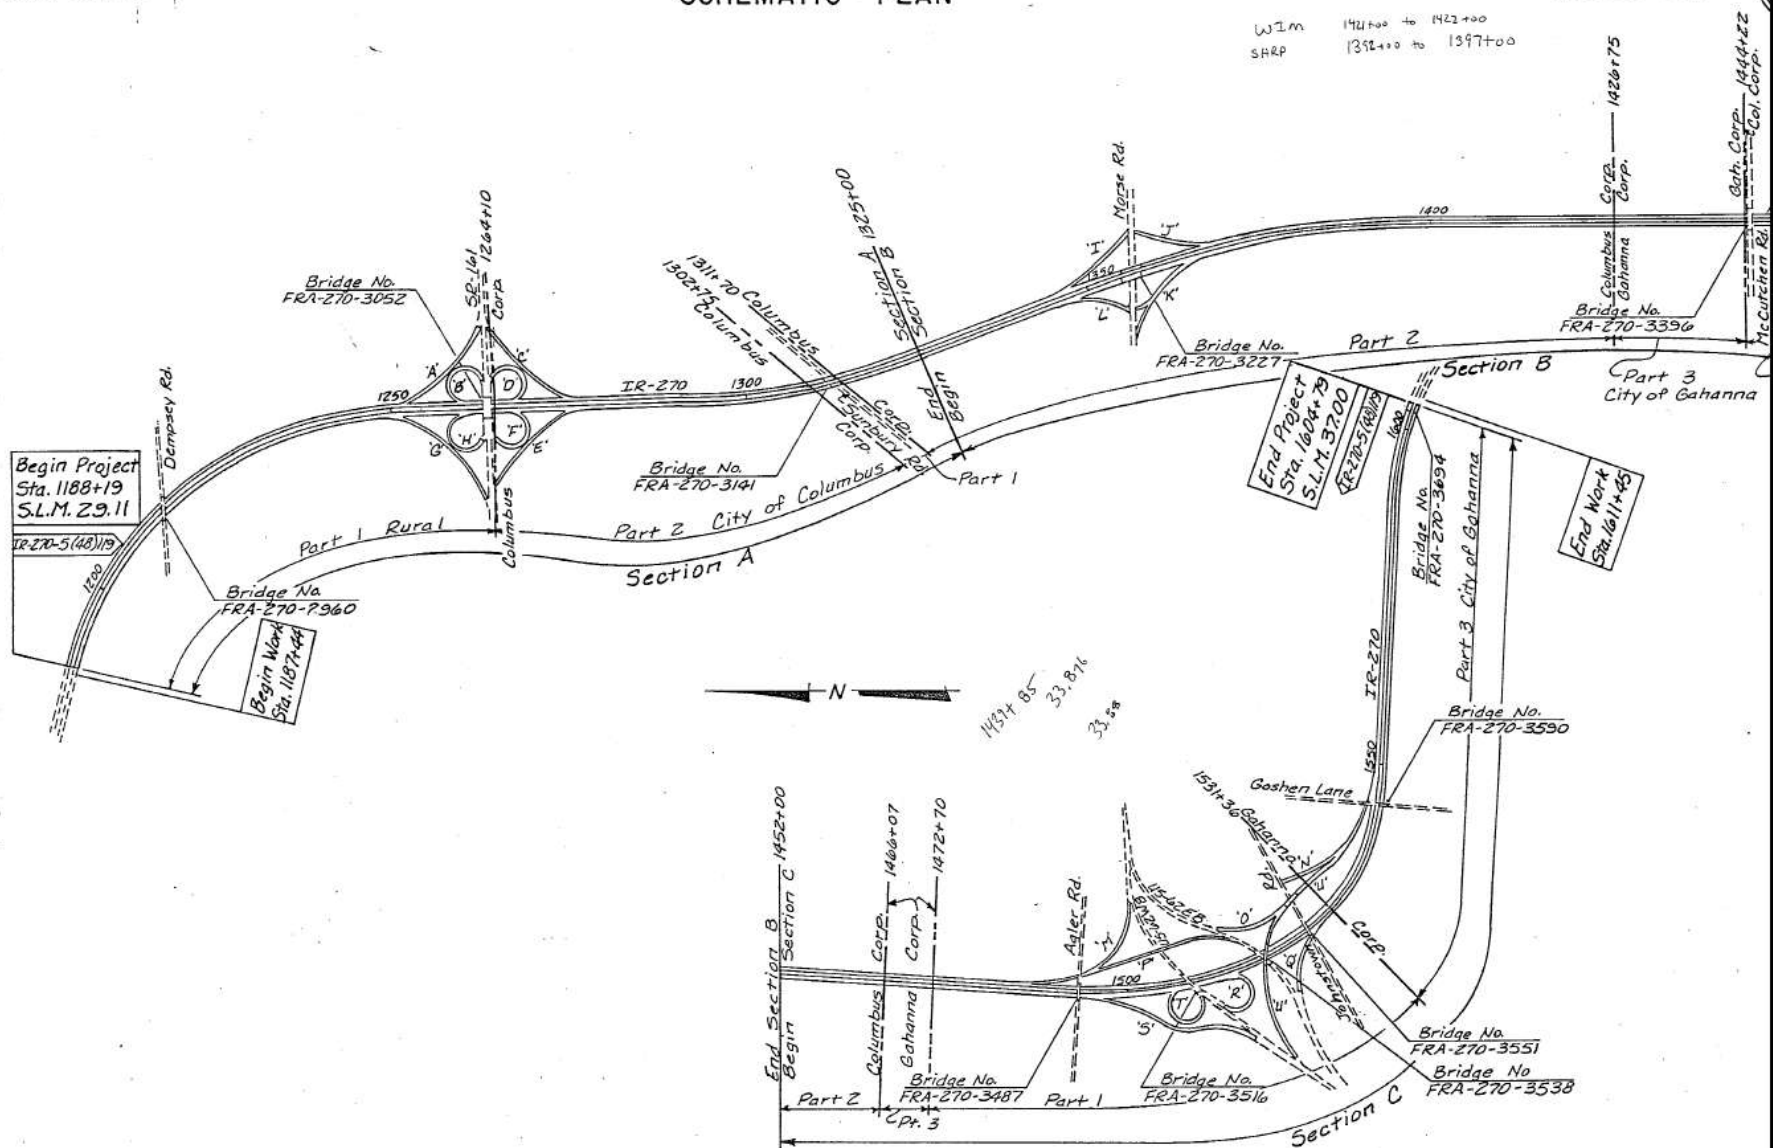 SCHEMATIC PLAN
WIM 1421+00 to 1422+00
SHRP 1392+00 to 1397+00
1426+75
Columbus Corp.
Gahanna Corp.
Gah. Corp. 1444+22
Col. Corp.
McCutchen Rd.
Bridge No.
FRA-270-3396
Part 3
City of Gahanna
1400
Morse Rd.
'I'
'J'
'K'
'L'
1350
Bridge No.
FRA-270-3227
Part 2
Section B
1325+00
Section A
Section B
End
Begin
1311+70 Columbus
1302+75
Columbus
Corp.
Sunbury Rd.
Corp.
Bridge No.
FRA-270-3141
Part 1
IR-270
1300
SR-161
1264+10
Corp.
Columbus
Bridge No.
FRA-270-3052
'A'
'B'
'C'
'D'
'E'
'F'
'G'
'H'
1250
Dempsey Rd.
Begin Project
Sta. 1188+19
S.L.M. 29.11
IR-270-5(48)119
1200
Bridge No.
FRA-270-2960
Begin Work
Sta. 1187+44
Part 1 Rural
Part 2 City of Columbus
Section A
N
1439+85
33.876
33.88
End Project
Sta. 1604+79
S.L.M. 37.00
IR-270-5(48)119
1600
Bridge No.
FRA-270-3694
End Work
Sta. 1611+45
Part 3 City of Gahanna
IR-270
1550
Bridge No.
FRA-270-3590
Goshen Lane
1531+36
Gahanna
Corp.
Rd.
Johnstown
'N'
'U'
'O'
'M'
'P'
'Q'
'R'
'S'
'T'
'U'
US-62 EB
Agler Rd.
1500
End Section B 1452+00
Begin Section C
1466+07
1472+70
Columbus Corp.
Gahanna Corp.
Bridge No.
FRA-270-3487
Bridge No.
FRA-270-3516
Bridge No.
FRA-270-3551
Bridge No
FRA-270-3538
Part 2
Pt. 3
Part 1
Section C